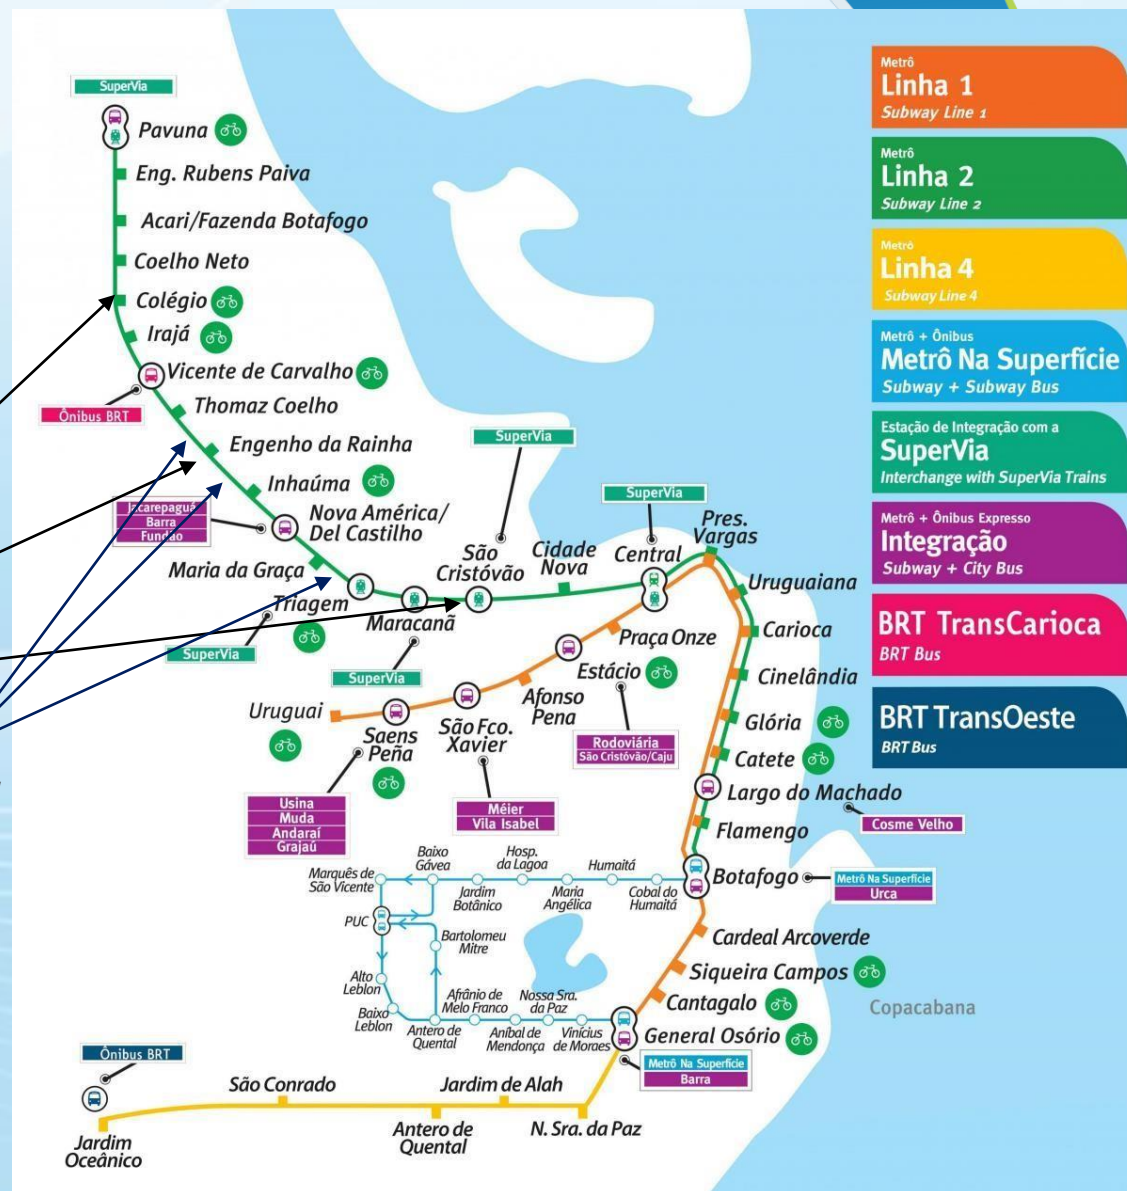 SuperVia
Pavuna
Eng. Rubens Paiva
Acari/Fazenda Botafogo
Coelho Neto
Colégio
Irajá
Vicente de Carvalho
Ônibus BRT
Thomaz Coelho
Engenho da Rainha
Inhaúma
Jacarepaguá
Barra
Fundão
Nova América/
Del Castilho
Maria da Graça
Triagem
SuperVia
Maracanã
SuperVia
São
Cristóvão
SuperVia
Cidade
Nova
Central
SuperVia
Pres.
Vargas
Uruguaiana
Carioca
Cinelândia
Glória
Catete
Largo do Machado
Cosme Velho
Flamengo
Botafogo
Metrô Na Superfície
Urca
Praça Onze
Estácio
Rodoviária
São Cristóvão/Caju
Afonso
Pena
São Fco.
Xavier
Méier
Vila Isabel
Saens
Peña
Usina
Muda
Andaraí
Grajaú
Uruguai
Marquês de
São Vicente
Baixo
Gávea
Jardim
Botânico
Hosp.
da Lagoa
Maria
Angélica
Humaitá
Cobal do
Humaitá
PUC
Bartolomeu
Mitre
Alto
Leblon
Baixo
Leblon
Antero de
Quental
Afrânio de
Melo Franco
Aníbal de
Mendonça
Nossa Sra.
da Paz
Vinícius
de Moraes
Cardeal Arcoverde
Siqueira Campos
Cantagalo
General Osório
Metrô Na Superfície
Barra
Copacabana
Ônibus BRT
Jardim
Oceânico
São Conrado
Antero de
Quental
Jardim de Alah
N. Sra. da Paz
Metrô
Linha 1
Subway Line 1
Metrô
Linha 2
Subway Line 2
Metrô
Linha 4
Subway Line 4
Metrô + Ônibus
Metrô Na Superfície
Subway + Subway Bus
Estação de Integração com a
SuperVia
Interchange with SuperVia Trains
Metrô + Ônibus Expresso
Integração
Subway + City Bus
BRT TransCarioca
BRT Bus
BRT TransOeste
BRT Bus